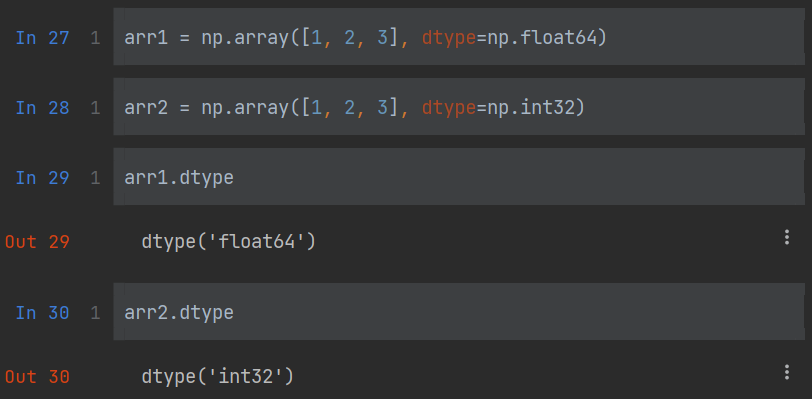 In 27 1 arr1 = np.array([1, 2, 3], dtype=np.float64)
In 28 1 arr2 = np.array([1, 2, 3], dtype=np.int32)
In 29 1 arr1.dtype
Out 29 dtype('float64')
In 30 1 arr2.dtype
Out 30 dtype('int32')